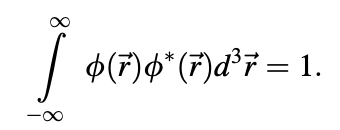 ∫_{-∞}^{∞} ϕ(r⃗)ϕ*(r⃗)d³r⃗ = 1.